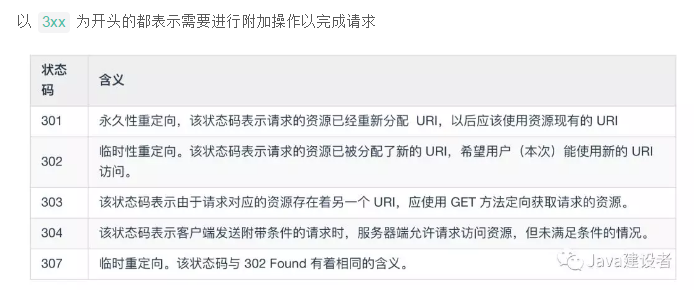 以 3xx 为开头的都表示需要进行附加操作以完成请求
状态
码
含义
301
永久性重定向，该状态码表示请求的资源已经重新分配 URI，以后应该使用资源现有的 URI
302
临时性重定向。该状态码表示请求的资源已被分配了新的 URI，希望用户（本次）能使用新的 URI
访问。
303
该状态码表示由于请求对应的资源存在着另一个 URI，应使用 GET 方法定向获取请求的资源。
304
该状态码表示客户端发送附带条件的请求时，服务器端允许请求访问资源，但未满足条件的情况。
307
临时重定向。该状态码与 302 Found 有着相同的含义。
Java建设者